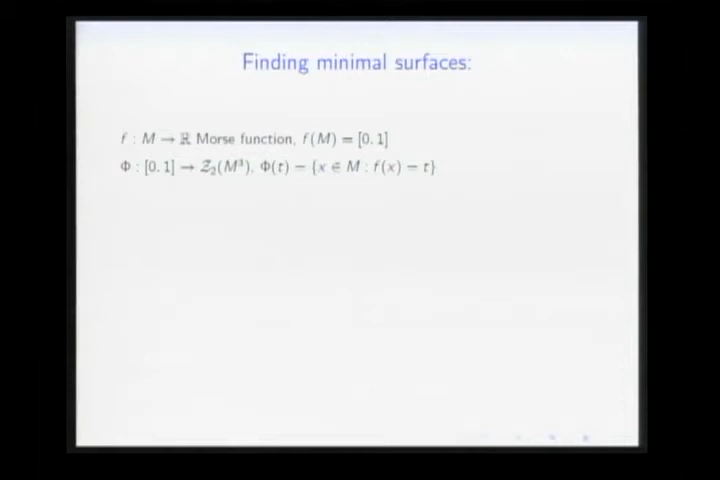 Finding minimal surfaces:
f : M → ℝ Morse function, f(M) = [0, 1]
Φ : [0, 1] → 𝒵₂(M³), Φ(t) = {x ∈ M : f(x) = t}